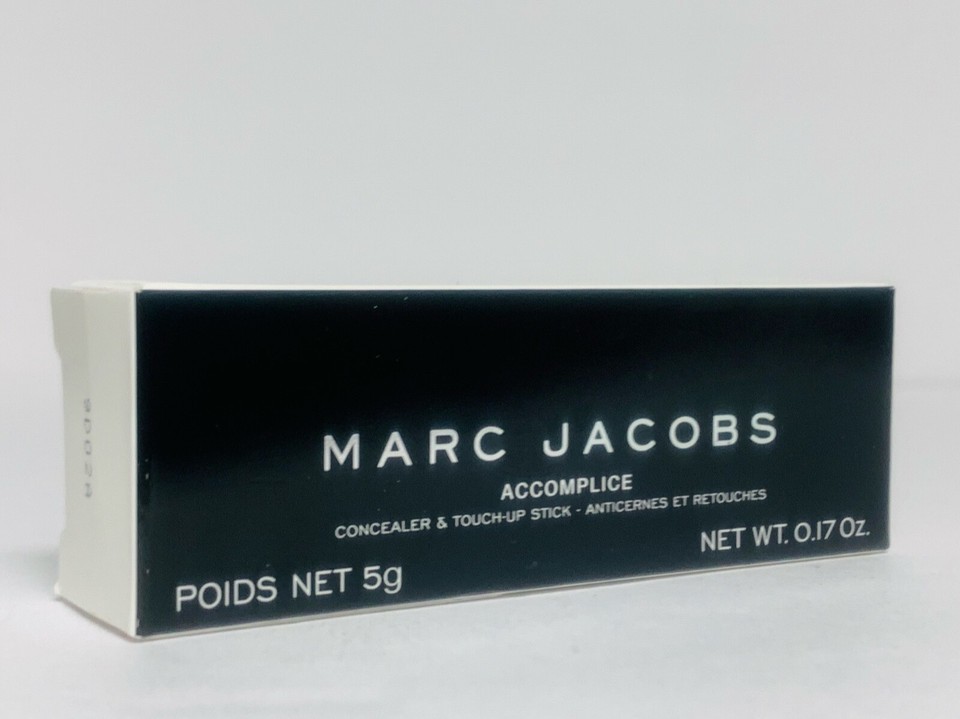 MARC JACOBS
ACCOMPLICE
CONCEALER & TOUCH-UP STICK - ANTICERNES ET RETOUCHES
POIDS NET 5g
NET WT. 0.17 Oz.